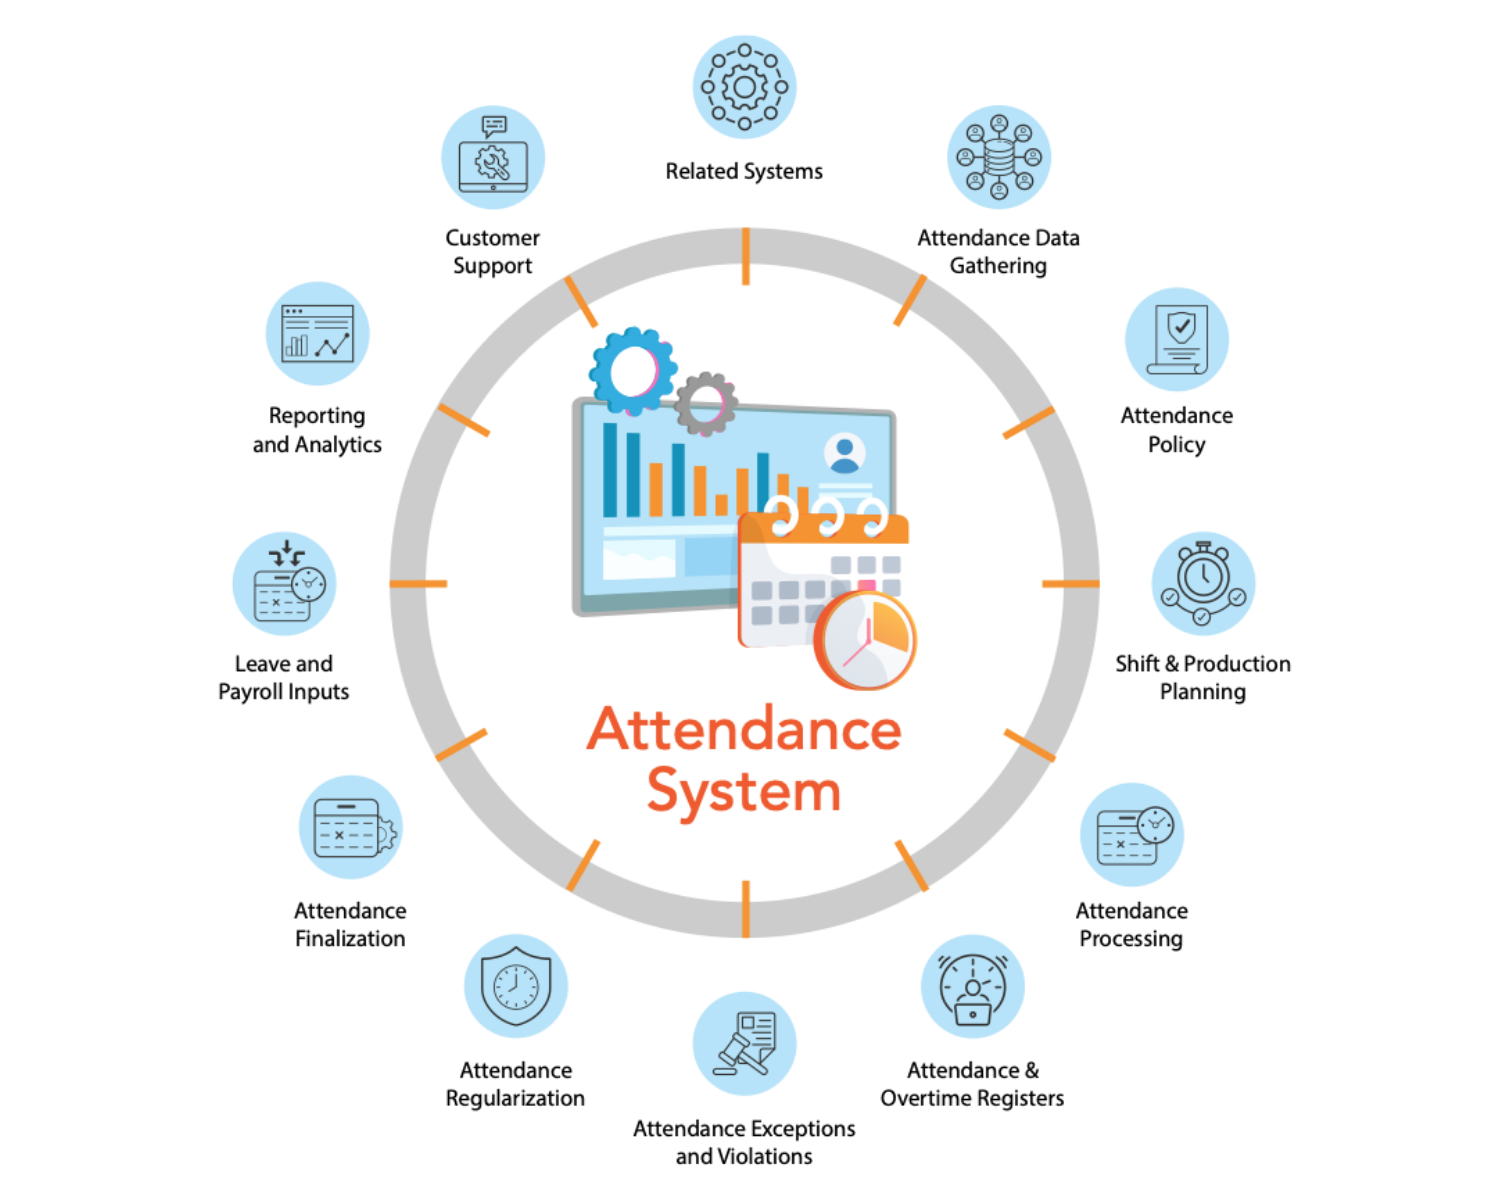 Related Systems
Attendance Data
Gathering
Attendance
Policy
Shift & Production
Planning
Attendance
Processing
Attendance &
Overtime Registers
Attendance Exceptions
and Violations
Attendance
Regularization
Attendance
Finalization
Leave and
Payroll Inputs
Reporting
and Analytics
Customer
Support
Attendance
System